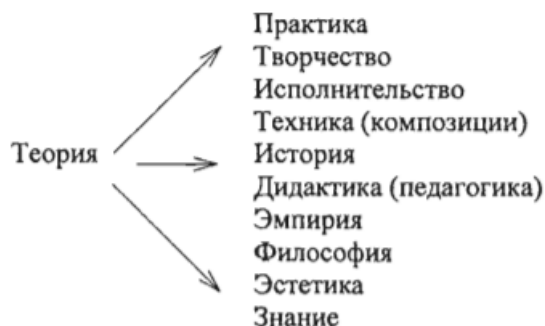 Практика
Творчество
Исполнительство
Техника (композиции)
Теория
История
Дидактика (педагогика)
Эмпирия
Философия
Эстетика
Знание